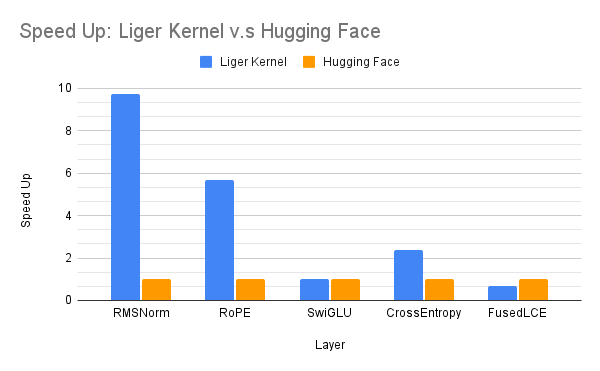 Speed Up: Liger Kernel v.s Hugging Face
Liger Kernel Hugging Face
10
8
6
4
2
0
Speed Up
RMSNorm RoPE SwiGLU CrossEntropy FusedLCE
Layer